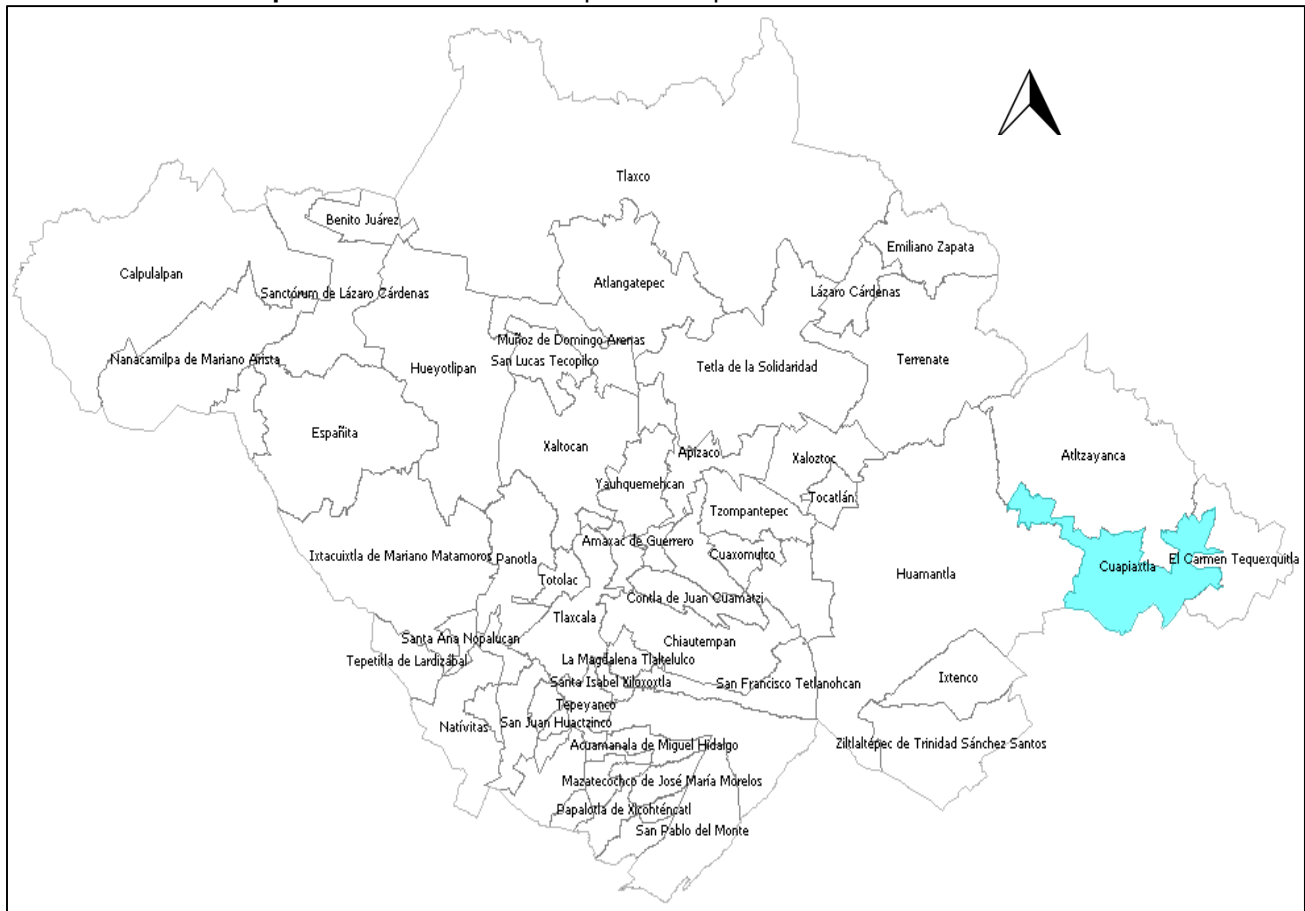 Tlaxco
Benito Juárez
Emiliano Zapata
Calpulalpan
Atlangatepec
Sanctórum de Lázaro Cárdenas
Lázaro Cárdenas
Muñoz de Domingo Arenas
Nanacamilpa de Mariano Arista
San Lucas Tecopilco
Hueyotlipan
Tetla de la Solidaridad
Terrenate
Españita
Xaltocan
Apizaco
Xaloztoc
Atltzayanca
Yauhquemehcan
Tocatlán
Tzompantepec
Amaxac de Guerrero
Cuaxomulco
Ixtacuixtla de Mariano Matamoros
Panotla
El Carmen Tequexquitla
Cuapiaxtla
Huamantla
Totolac
Contla de Juan Cuamatzi
Tlaxcala
Santa Ana Nopalucan
Chiautempan
Tepetitla de Lardizábal
La Magdalena Tlaltelulco
Ixtenco
Santa Isabel Xiloxoxtla
San Francisco Tetlanohcan
Tepeyanco
Natívitas
San Juan Huactzinco
Acuamanala de Miguel Hidalgo
Ziltlaltépec de Trinidad Sánchez Santos
Mazatecochco de José María Morelos
Papalotla de Xicohténcatl
San Pablo del Monte